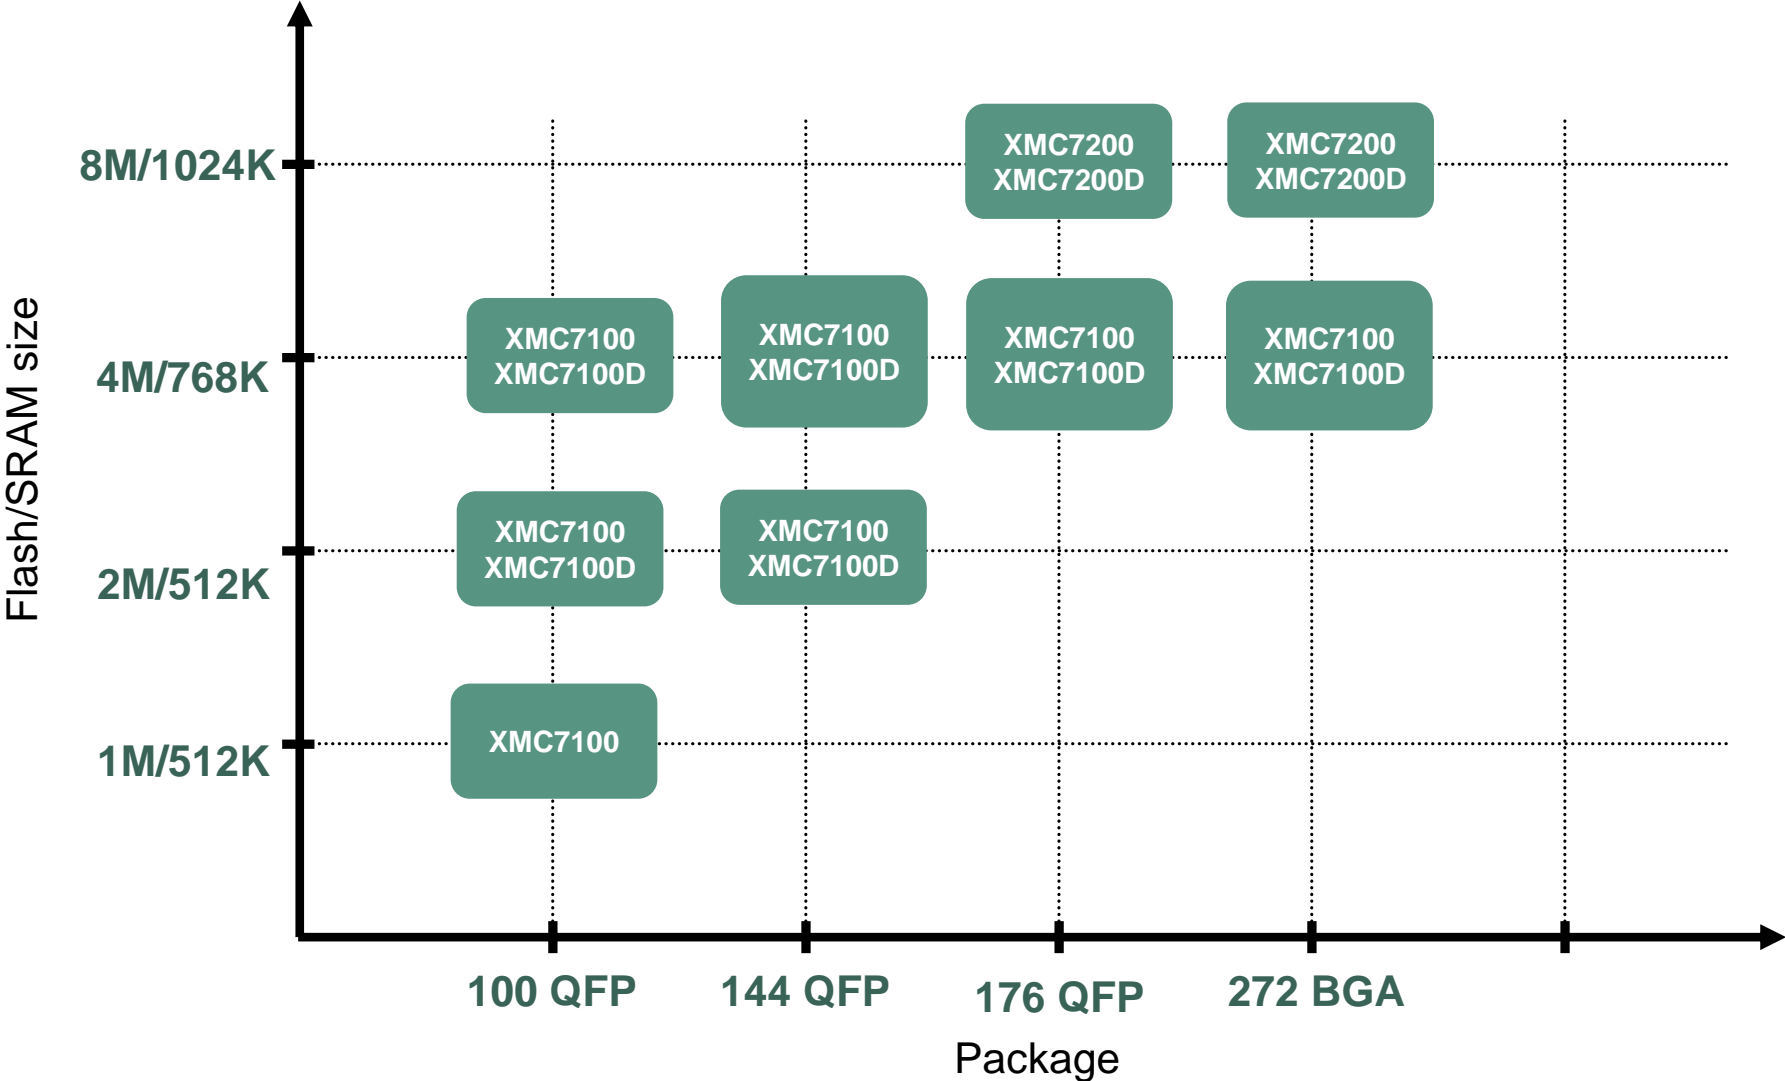 Flash/SRAM size
8M/1024K
XMC7200
XMC7200D
XMC7200
XMC7200D
4M/768K
XMC7100
XMC7100D
XMC7100
XMC7100D
XMC7100
XMC7100D
XMC7100
XMC7100D
2M/512K
XMC7100
XMC7100D
XMC7100
XMC7100D
1M/512K
XMC7100
100 QFP
144 QFP
176 QFP
272 BGA
Package